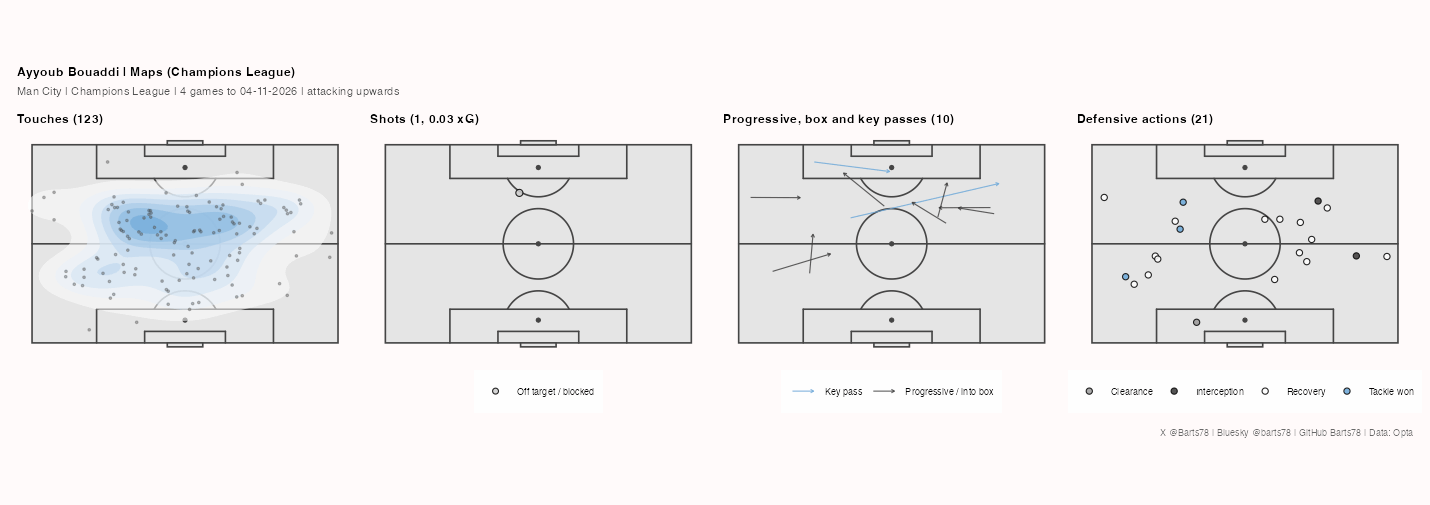 Ayyoub Bouaddi | Maps (Champions League)
Man City | Champions League | 4 games to 04-11-2026 | attacking upwards
Touches (123)
Shots (1, 0.03 xG)
Progressive, box and key passes (10)
Defensive actions (21)
Off target / blocked
Key pass
Progressive / into box
Clearance
Interception
Recovery
Tackle won
X @Barts78 | Bluesky @barts78 | GitHub Barts78 | Data: Opta